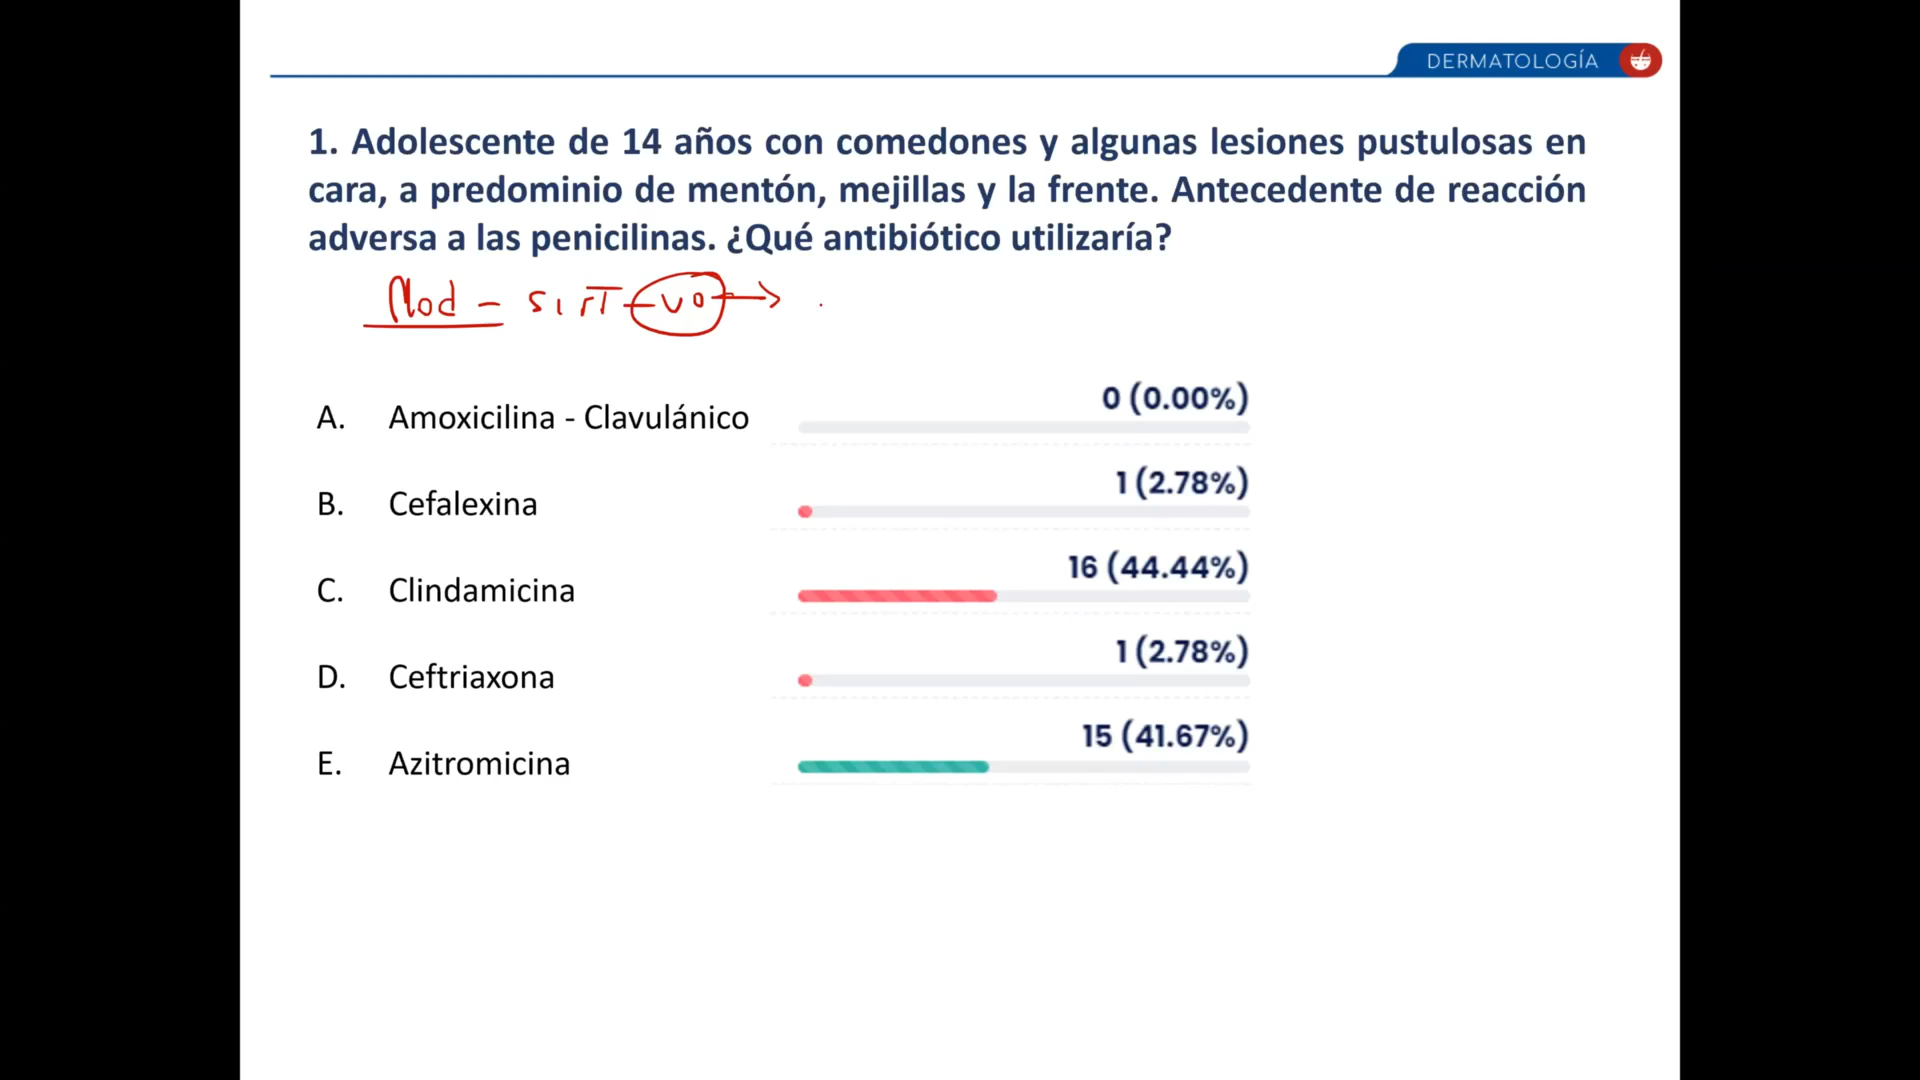 DERMATOLOGÍA
1. Adolescente de 14 años con comedones y algunas lesiones pustulosas en
cara, a predominio de mentón, mejillas y la frente. Antecedente de reacción
adversa a las penicilinas. ¿Qué antibiótico utilizaría?
Mod - SIST - VO →
A. Amoxicilina - Clavulánico 0 (0.00%)
B. Cefalexina 1 (2.78%)
C. Clindamicina 16 (44.44%)
D. Ceftriaxona 1 (2.78%)
E. Azitromicina 15 (41.67%)